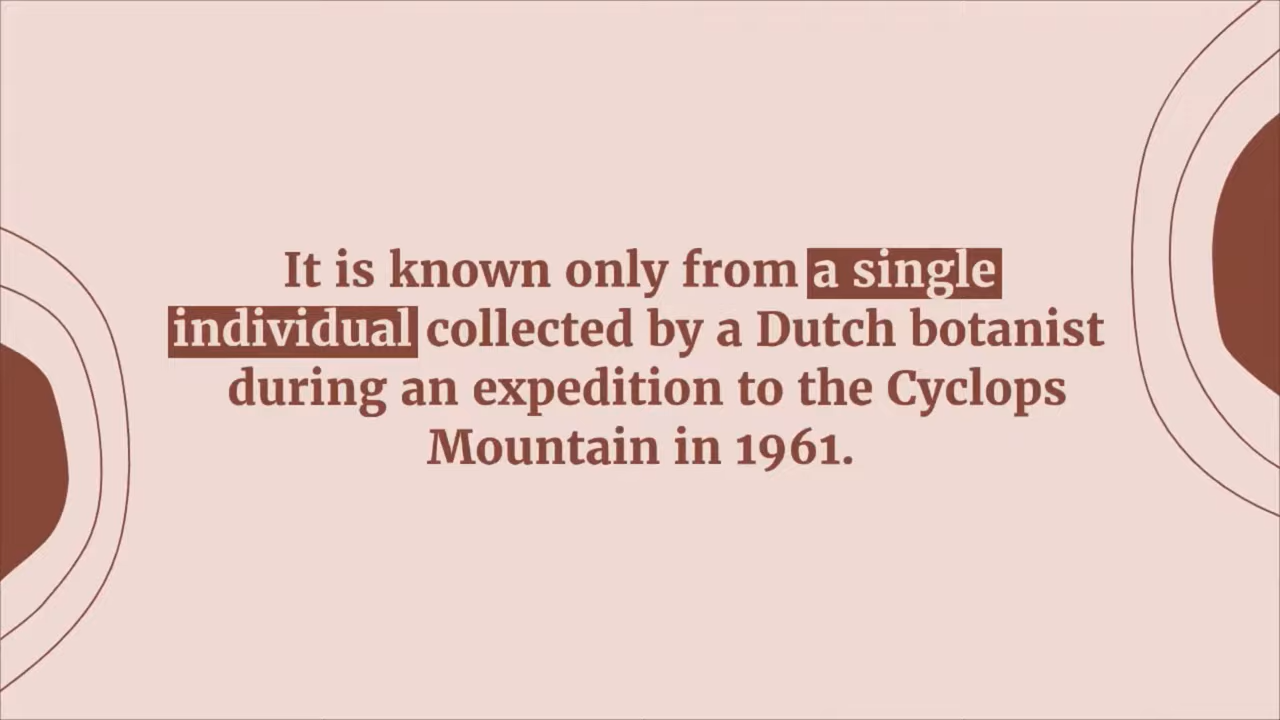 It is known only from a single
individual collected by a Dutch botanist
during an expedition to the Cyclops
Mountain in 1961.